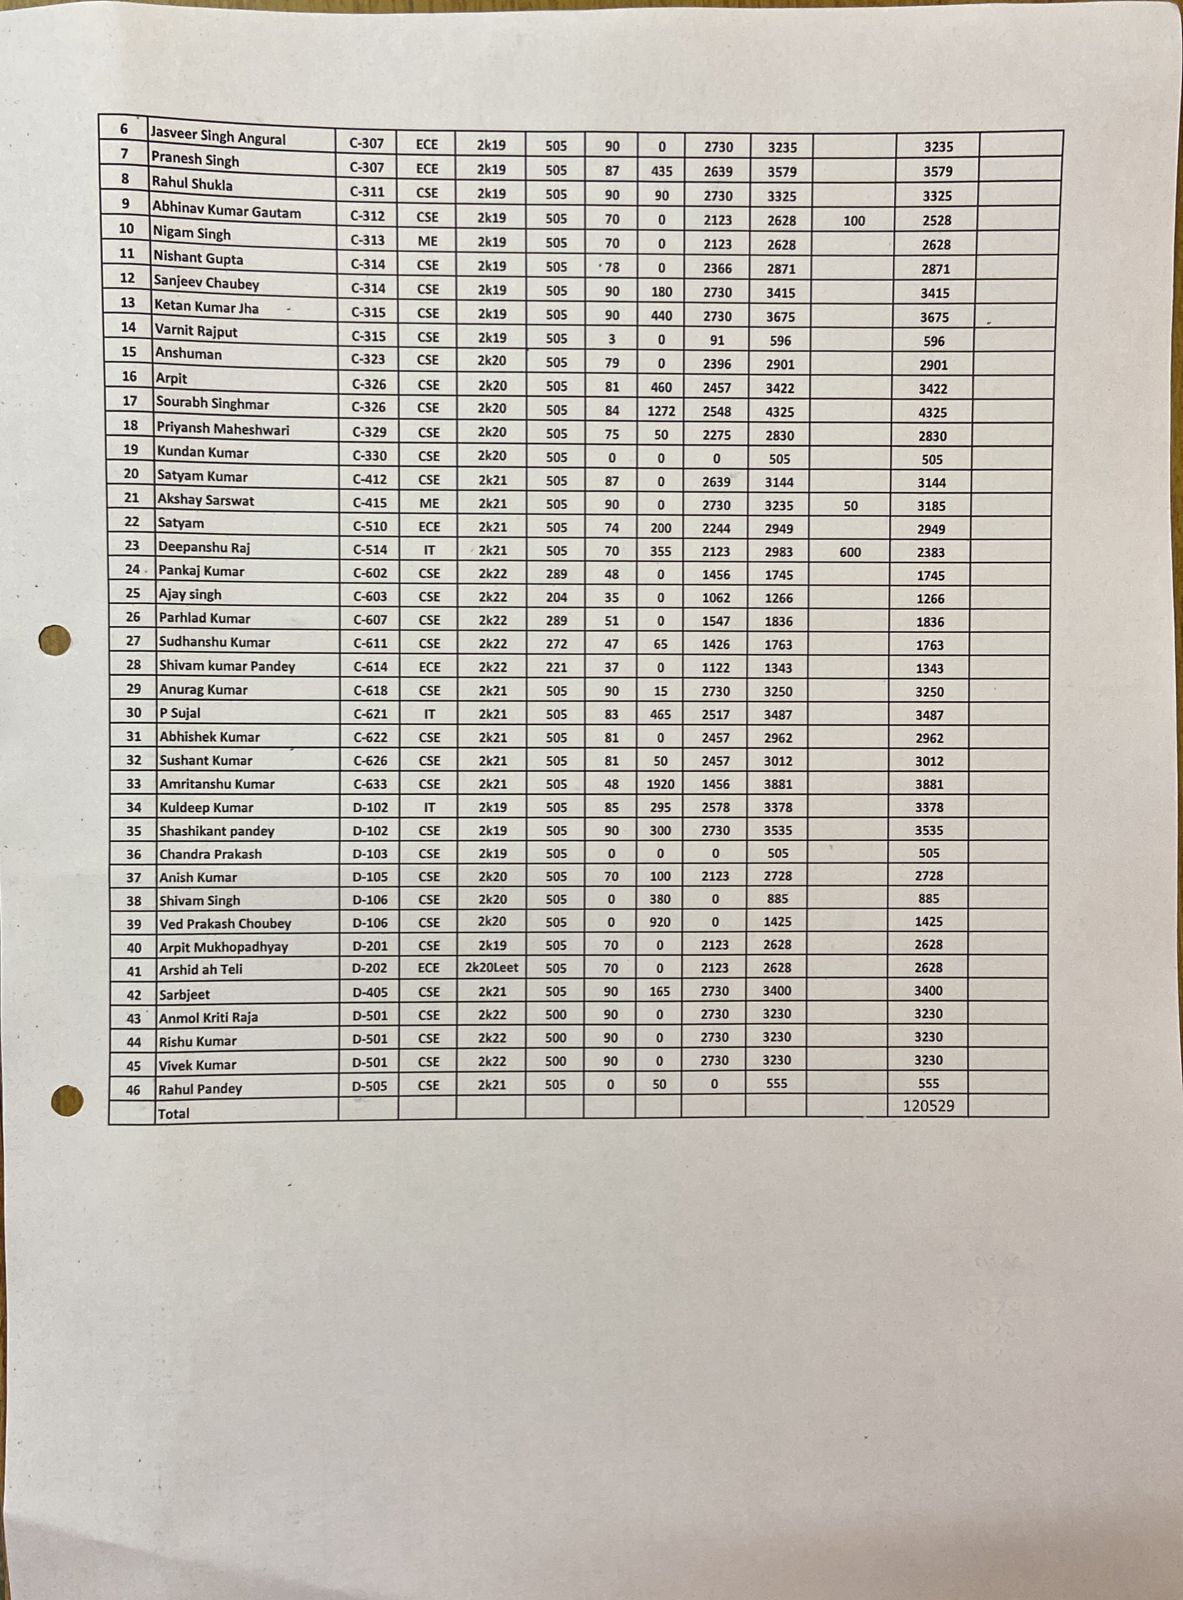 6 Jasveer Singh Angural C-307 ECE 2k19 505 90 0 2730 3235 3235
7 Pranesh Singh C-307 ECE 2k19 505 87 435 2639 3579 3579
8 Rahul Shukla C-311 CSE 2k19 505 90 90 2730 3325 3325
9 Abhinav Kumar Gautam C-312 CSE 2k19 505 70 0 2123 2628 100 2528
10 Nigam Singh C-313 ME 2k19 505 70 0 2123 2628 2628
11 Nishant Gupta C-314 CSE 2k19 505 78 0 2366 2871 2871
12 Sanjeev Chaubey C-314 CSE 2k19 505 90 180 2730 3415 3415
13 Ketan Kumar Jha C-315 CSE 2k19 505 90 440 2730 3675 3675
14 Varnit Rajput C-315 CSE 2k19 505 3 0 91 596 596
15 Anshuman C-323 CSE 2k20 505 79 0 2396 2901 2901
16 Arpit C-326 CSE 2k20 505 81 460 2457 3422 3422
17 Sourabh Singhmar C-326 CSE 2k20 505 84 1272 2548 4325 4325
18 Priyansh Maheshwari C-329 CSE 2k20 505 75 50 2275 2830 2830
19 Kundan Kumar C-330 CSE 2k20 505 0 0 0 505 505
20 Satyam Kumar C-412 CSE 2k21 505 87 0 2639 3144 3144
21 Akshay Sarswat C-415 ME 2k21 505 90 0 2730 3235 50 3185
22 Satyam C-510 ECE 2k21 505 74 200 2244 2949 2949
23 Deepanshu Raj C-514 IT 2k21 505 70 355 2123 2983 600 2383
24 Pankaj Kumar C-602 CSE 2k22 289 48 0 1456 1745 1745
25 Ajay singh C-603 CSE 2k22 204 35 0 1062 1266 1266
26 Parhlad Kumar C-607 CSE 2k22 289 51 0 1547 1836 1836
27 Sudhanshu Kumar C-611 CSE 2k22 272 47 65 1426 1763 1763
28 Shivam kumar Pandey C-614 ECE 2k22 221 37 0 1122 1343 1343
29 Anurag Kumar C-618 CSE 2k21 505 90 15 2730 3250 3250
30 P Sujal C-621 IT 2k21 505 83 465 2517 3487 3487
31 Abhishek Kumar C-622 CSE 2k21 505 81 0 2457 2962 2962
32 Sushant Kumar C-626 CSE 2k21 505 81 50 2457 3012 3012
33 Amritanshu Kumar C-633 CSE 2k21 505 48 1920 1456 3881 3881
34 Kuldeep Kumar D-102 IT 2k19 505 85 295 2578 3378 3378
35 Shashikant pandey D-102 CSE 2k19 505 90 300 2730 3535 3535
36 Chandra Prakash D-103 CSE 2k19 505 0 0 0 505 505
37 Anish Kumar D-105 CSE 2k20 505 70 100 2123 2728 2728
38 Shivam Singh D-106 CSE 2k20 505 0 380 0 885 885
39 Ved Prakash Choubey D-106 CSE 2k20 505 0 920 0 1425 1425
40 Arpit Mukhopadhyay D-201 CSE 2k19 505 70 0 2123 2628 2628
41 Arshid ah Teli D-202 ECE 2k20Leet 505 70 0 2123 2628 2628
42 Sarbjeet D-405 CSE 2k21 505 90 165 2730 3400 3400
43 Anmol Kriti Raja D-501 CSE 2k22 500 90 0 2730 3230 3230
44 Rishu Kumar D-501 CSE 2k22 500 90 0 2730 3230 3230
45 Vivek Kumar D-501 CSE 2k22 500 90 0 2730 3230 3230
46 Rahul Pandey D-505 CSE 2k21 505 0 50 0 555 555
Total 120529